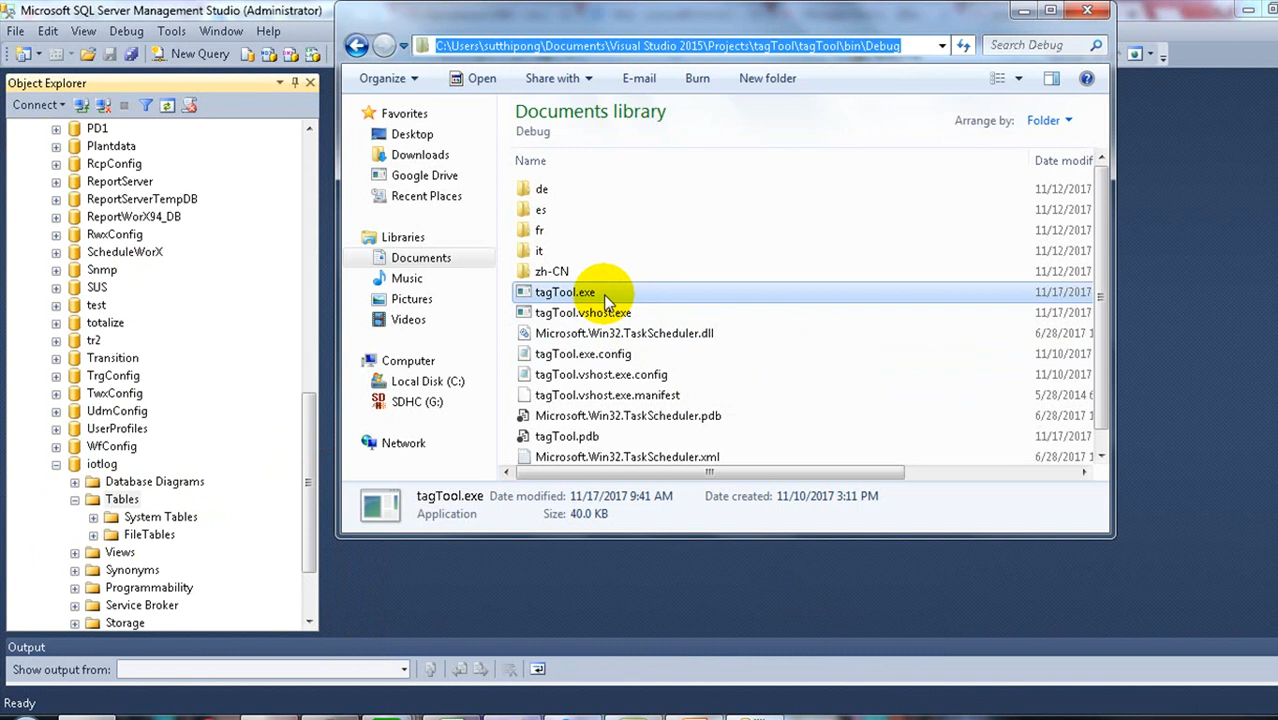 Microsoft SQL Server Management Studio (Administrator)
File Edit View Debug Tools Window Help
New Query
Object Explorer
Connect
PD1
Plantdata
RcpConfig
ReportServer
ReportServerTempDB
ReportWorX94_DB
RwxConfig
ScheduleWorX
Snmp
SUS
test
totalize
tr2
Transition
TrgConfig
TwxConfig
UdmConfig
UserProfiles
WfConfig
iotlog
Database Diagrams
Tables
System Tables
FileTables
Views
Synonyms
Programmability
Service Broker
Storage
C:\Users\sutthipong\Documents\Visual Studio 2015\Projects\tagTool\tagTool\bin\Debug
Search Debug
Organize Open Share with E-mail Burn New folder
Favorites
Desktop
Downloads
Google Drive
Recent Places
Libraries
Documents
Music
Pictures
Videos
Computer
Local Disk (C:)
SDHC (G:)
Network
Documents library
Debug
Arrange by: Folder
Name Date modif
de 11/12/2017
es 11/12/2017
fr 11/12/2017
it 11/12/2017
zh-CN 11/12/2017
tagTool.exe 11/17/2017
tagTool.vshost.exe 11/17/2017
Microsoft.Win32.TaskScheduler.dll 6/28/2017 1
tagTool.exe.config 11/10/2017
tagTool.vshost.exe.config 11/10/2017
tagTool.vshost.exe.manifest 5/28/2014 6
Microsoft.Win32.TaskScheduler.pdb 6/28/2017 1
tagTool.pdb 11/17/2017
Microsoft.Win32.TaskScheduler.xml 6/28/2017 1
tagTool.exe Date modified: 11/17/2017 9:41 AM Date created: 11/10/2017 3:11 PM
Application Size: 40.0 KB
Output
Show output from:
Ready